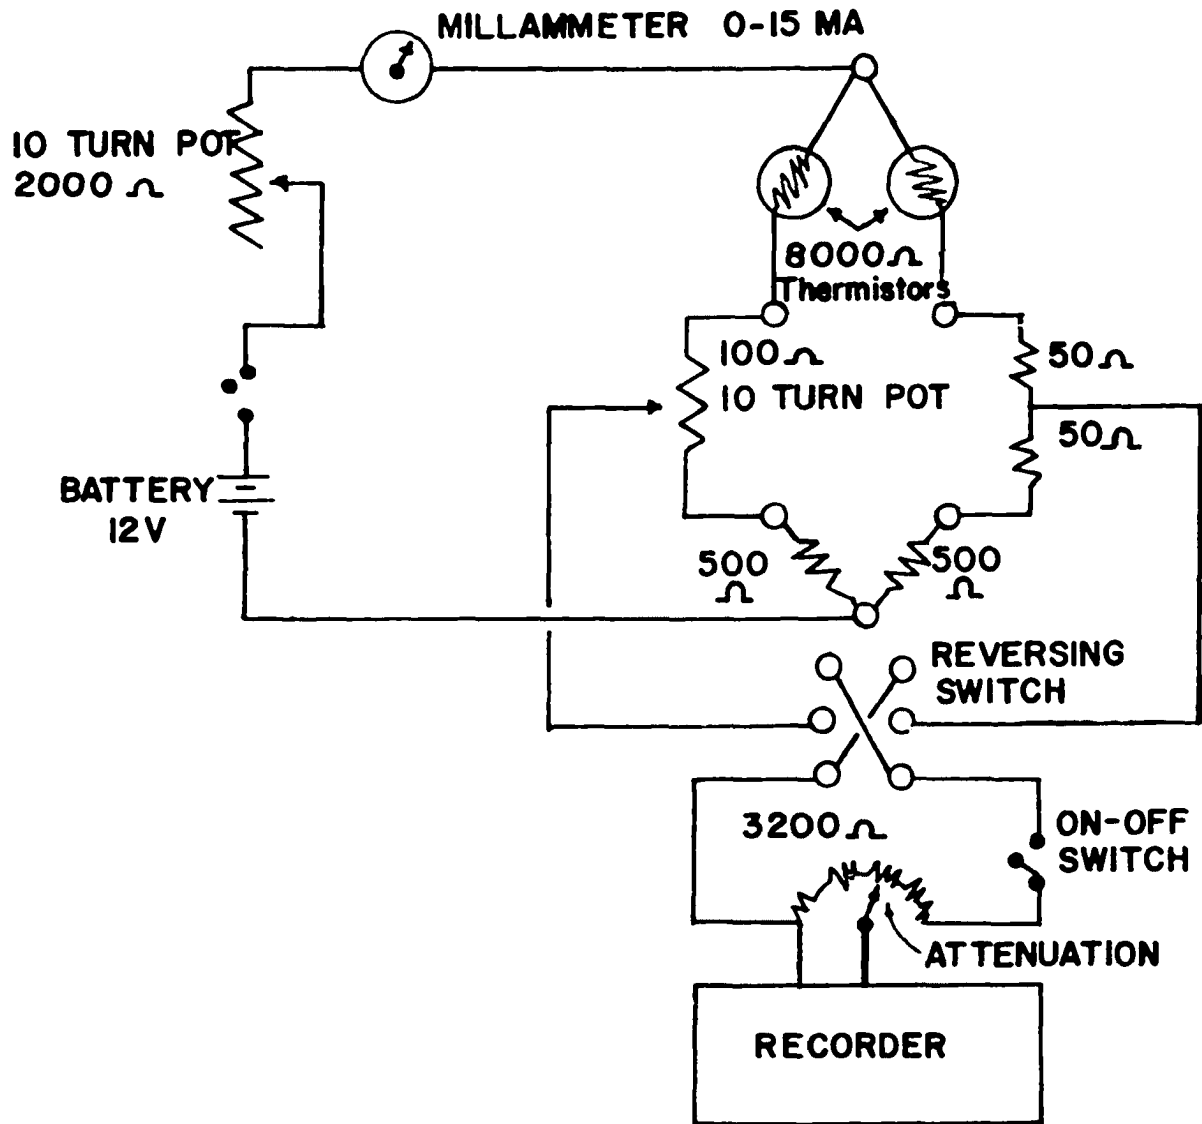 MILLAMMETER 0-15 MA
10 TURN POT
2000 Ω
8000 Ω
Thermistors
100 Ω
10 TURN POT
50 Ω
50 Ω
BATTERY
12V
500
Ω
500
Ω
REVERSING
SWITCH
3200 Ω
ON-OFF
SWITCH
ATTENUATION
RECORDER